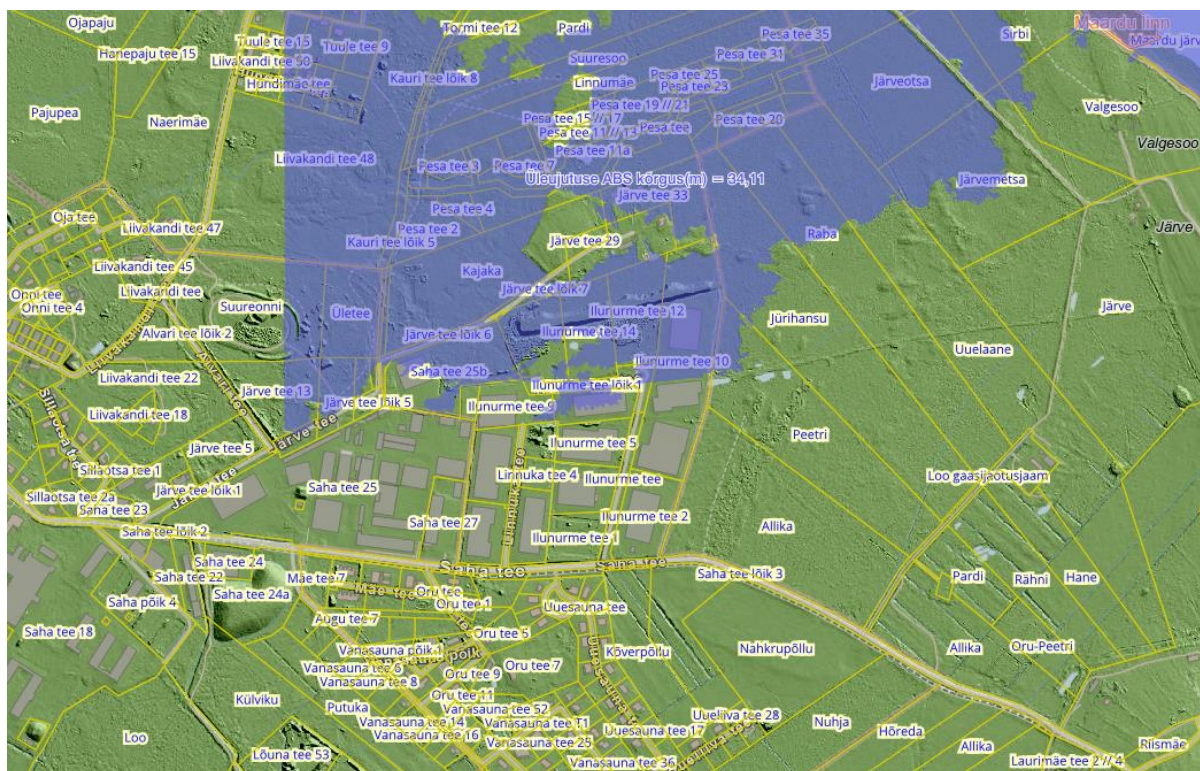 Ojapaju
Tormi tee 12
Pardi
Pesa tee 35
Sirbi
Maardu linn
Maardu järv
Tuule tee 15
Tuule tee 9
Hanepaju tee 15
Liivakandi tee 50
Suuresoo
Pesa tee 31
Hundimäe tee
Kauri tee lõik 8
Linnumäe
Pesa tee 25
Pesa tee 23
Järveotsa
Pajupea
Naerimäe
Pesa tee 19 // 21
Valgesoo
Pesa tee 15 // 17
Pesa tee 20
Pesa tee 11 // 13
Pesa tee
Valgesoo
Pesa tee 11a
Liivakandi tee 48
Pesa tee 3
Pesa tee 7
Üleujutuse ABS kõrgus(m) = 34,11
Järvemetsa
Järve tee 33
Pesa tee 4
Oja tee
Liivakandi tee 47
Pesa tee 2
Kauri tee lõik 5
Järve tee 29
Raba
Järve
Liivakandi tee 45
Kajaka
Onni tee
Liivakandi tee
Järve tee lõik 7
Onni tee 4
Suureonni
Ületee
Ilunurme tee 12
Järve
Jürihansu
Alvari tee lõik 2
Järve tee lõik 6
Ilunurme tee 14
Uuelaane
Liivakandi tee 22
Alvari tee
Saha tee 25b
Ilunurme tee 10
Järve tee 13
Ilunurme tee lõik 1
Järve tee lõik 5
Ilunurme tee 9
Liivakandi tee 18
Sillaotsa tee
Järve tee
Peetri
Järve tee 5
Ilunurme tee 5
Sillaotsa tee 1
Linnuka tee 4
Ilunurme tee
Loo gaasijaotusjaam
Järve tee lõik 1
Saha tee 25
Sillaotsa tee 2a
Saha tee 23
Järve tee
Linnuka tee
Ilunurme tee 2
Saha tee 27
Allika
Saha tee lõik 2
Ilunurme tee 1
Saha tee 24
Saha tee
Saha tee
Saha tee 22
Mäe tee 7
Saha tee lõik 3
Pardi
Rähni
Hane
Saha tee 24a
Mäe tee
Oru tee
Saha põik 4
Oru tee 1
Uuesauna tee
Augu tee 7
Saha tee 18
Oru tee 5
Vanasauna põik 1
Kõverpõllu
Nahkrupõllu
Allika
Oru-Peetri
Vanasauna põik
Vanasauna tee 6
Oru tee 7
Vanasauna tee 8
Oru tee 9
Külviku
Oru tee 11
Putuka
Vanasauna tee 52
Uueliiva tee 28
Vanasauna tee 14
Vanasauna tee 11
Uuesauna tee 17
Nuhja
Hõreda
Loo
Vanasauna tee 16
Vanasauna tee 25
Allika
Riismäe
Lõuna tee 53
Vanasauna tee 36
Laurimäe tee 2 // 4